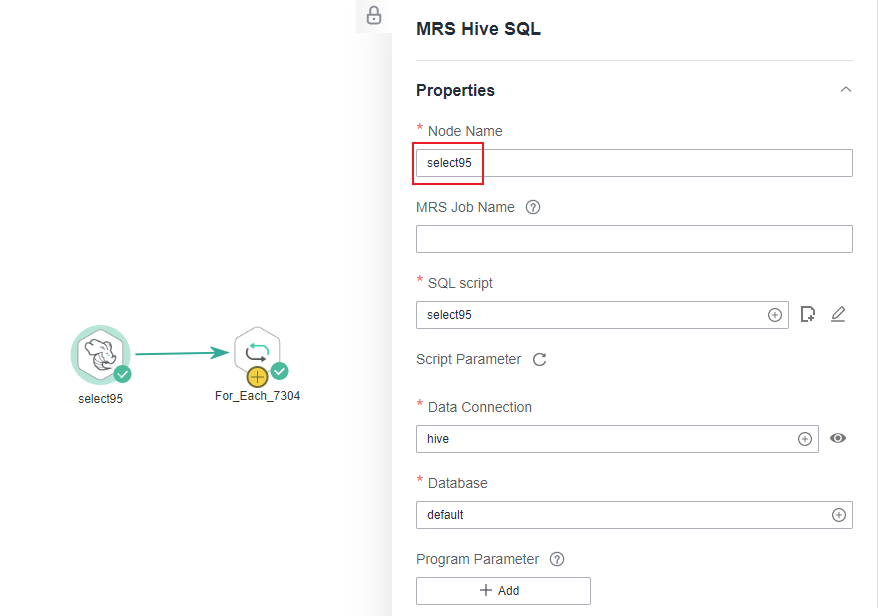 MRS Hive SQL
Properties
* Node Name
select95
MRS Job Name ?
* SQL script
select95
Script Parameter
* Data Connection
hive
* Database
default
Program Parameter ?
+ Add
select95
For_Each_7304